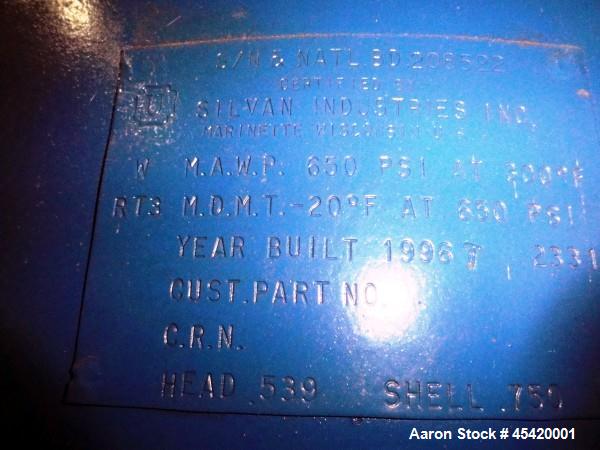 S/N & NATL.BD.208522
CERTIFIED BY
U SILVAN INDUSTRIES INC.
MARINETTE WISCONSIN U.S.A.
W M.A.W.P. 650 PSI AT 300°F
RT3 M.D.M.T.-20°F AT 650 PSI
YEAR BUILT 1996 2331
CUST.PART NO.
C.R.N.
HEAD .539 SHELL .750
Aaron Stock # 45420001